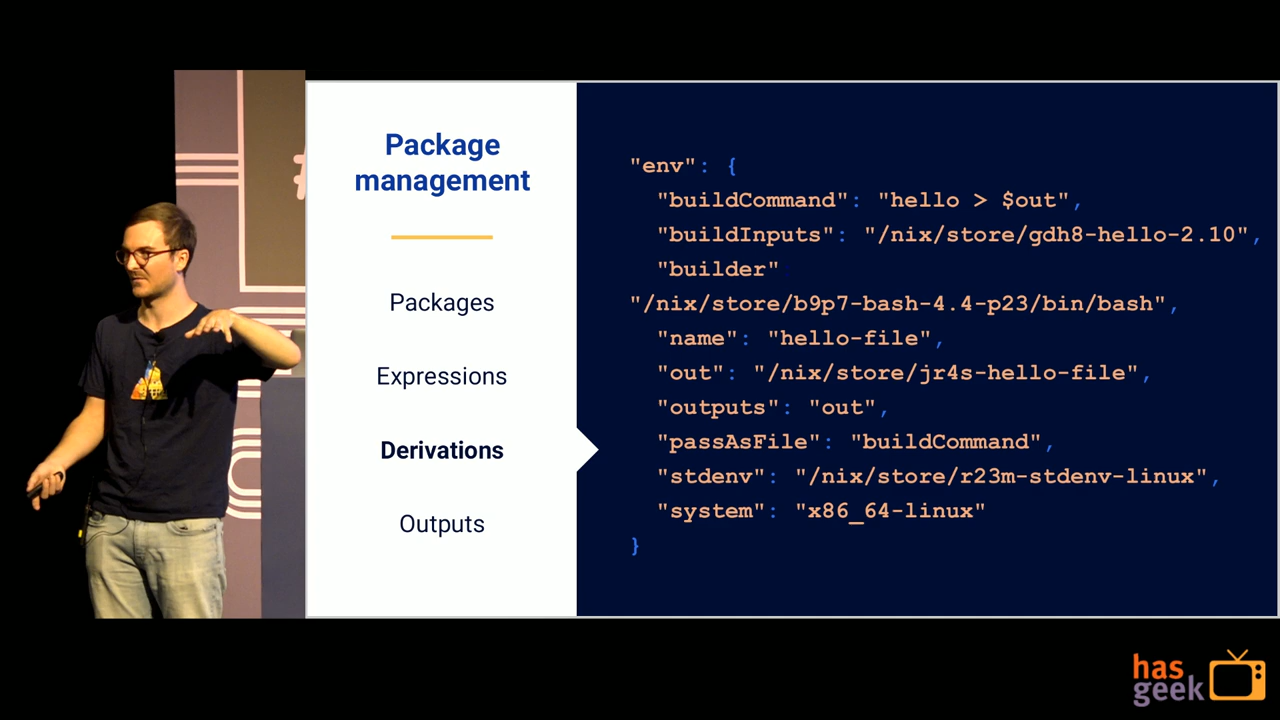 Package
management
Packages
Expressions
Derivations
Outputs
"env": {
"buildCommand": "hello > $out",
"buildInputs": "/nix/store/gdh8-hello-2.10",
"builder"
"/nix/store/b9p7-bash-4.4-p23/bin/bash",
"name": "hello-file",
"out": "/nix/store/jr4s-hello-file",
"outputs": "out",
"passAsFile": "buildCommand",
"stdenv": "/nix/store/r23m-stdenv-linux",
"system": "x86_64-linux"
}
has
geek